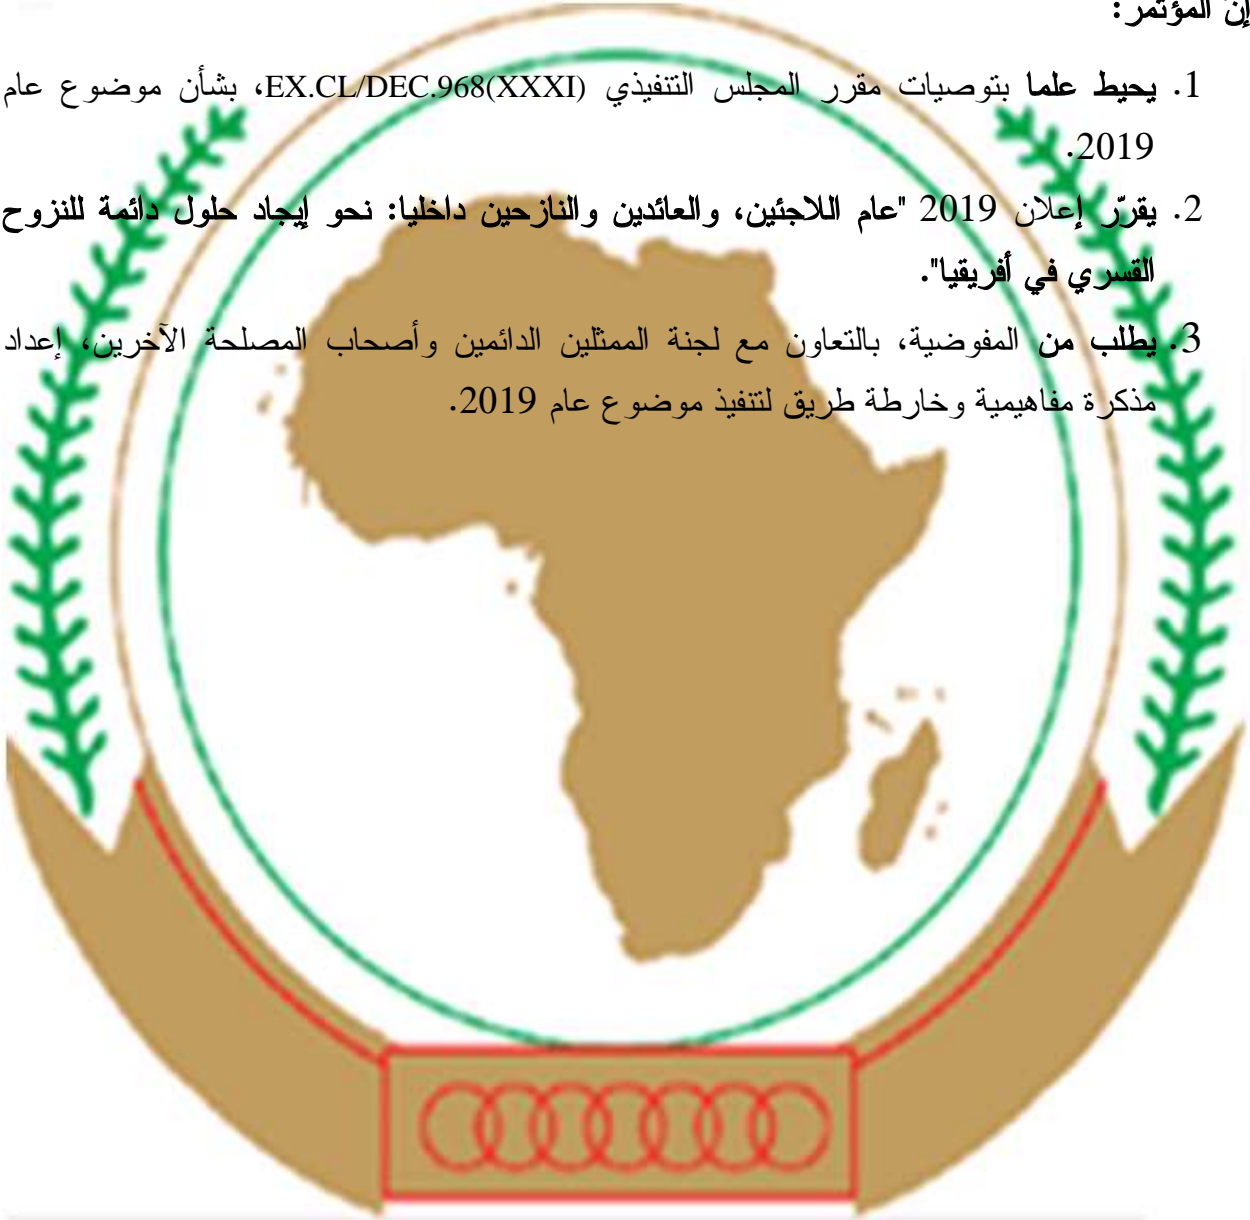 إن المؤتمر:
1. يحيط علما بتوصيات مقرر المجلس التنفيذي EX.CL/DEC.968(XXXI)، بشأن موضوع عام
2019.
2. يقرّر إعلان 2019 "عام اللاجئين، والعائدين والنازحين داخليا: نحو إيجاد حلول دائمة للنزوح
القسري في أفريقيا".
3. يطلب من المفوضية، بالتعاون مع لجنة الممثلين الدائمين وأصحاب المصلحة الآخرين، إعداد
مذكرة مفاهيمية وخارطة طريق لتنفيذ موضوع عام 2019.